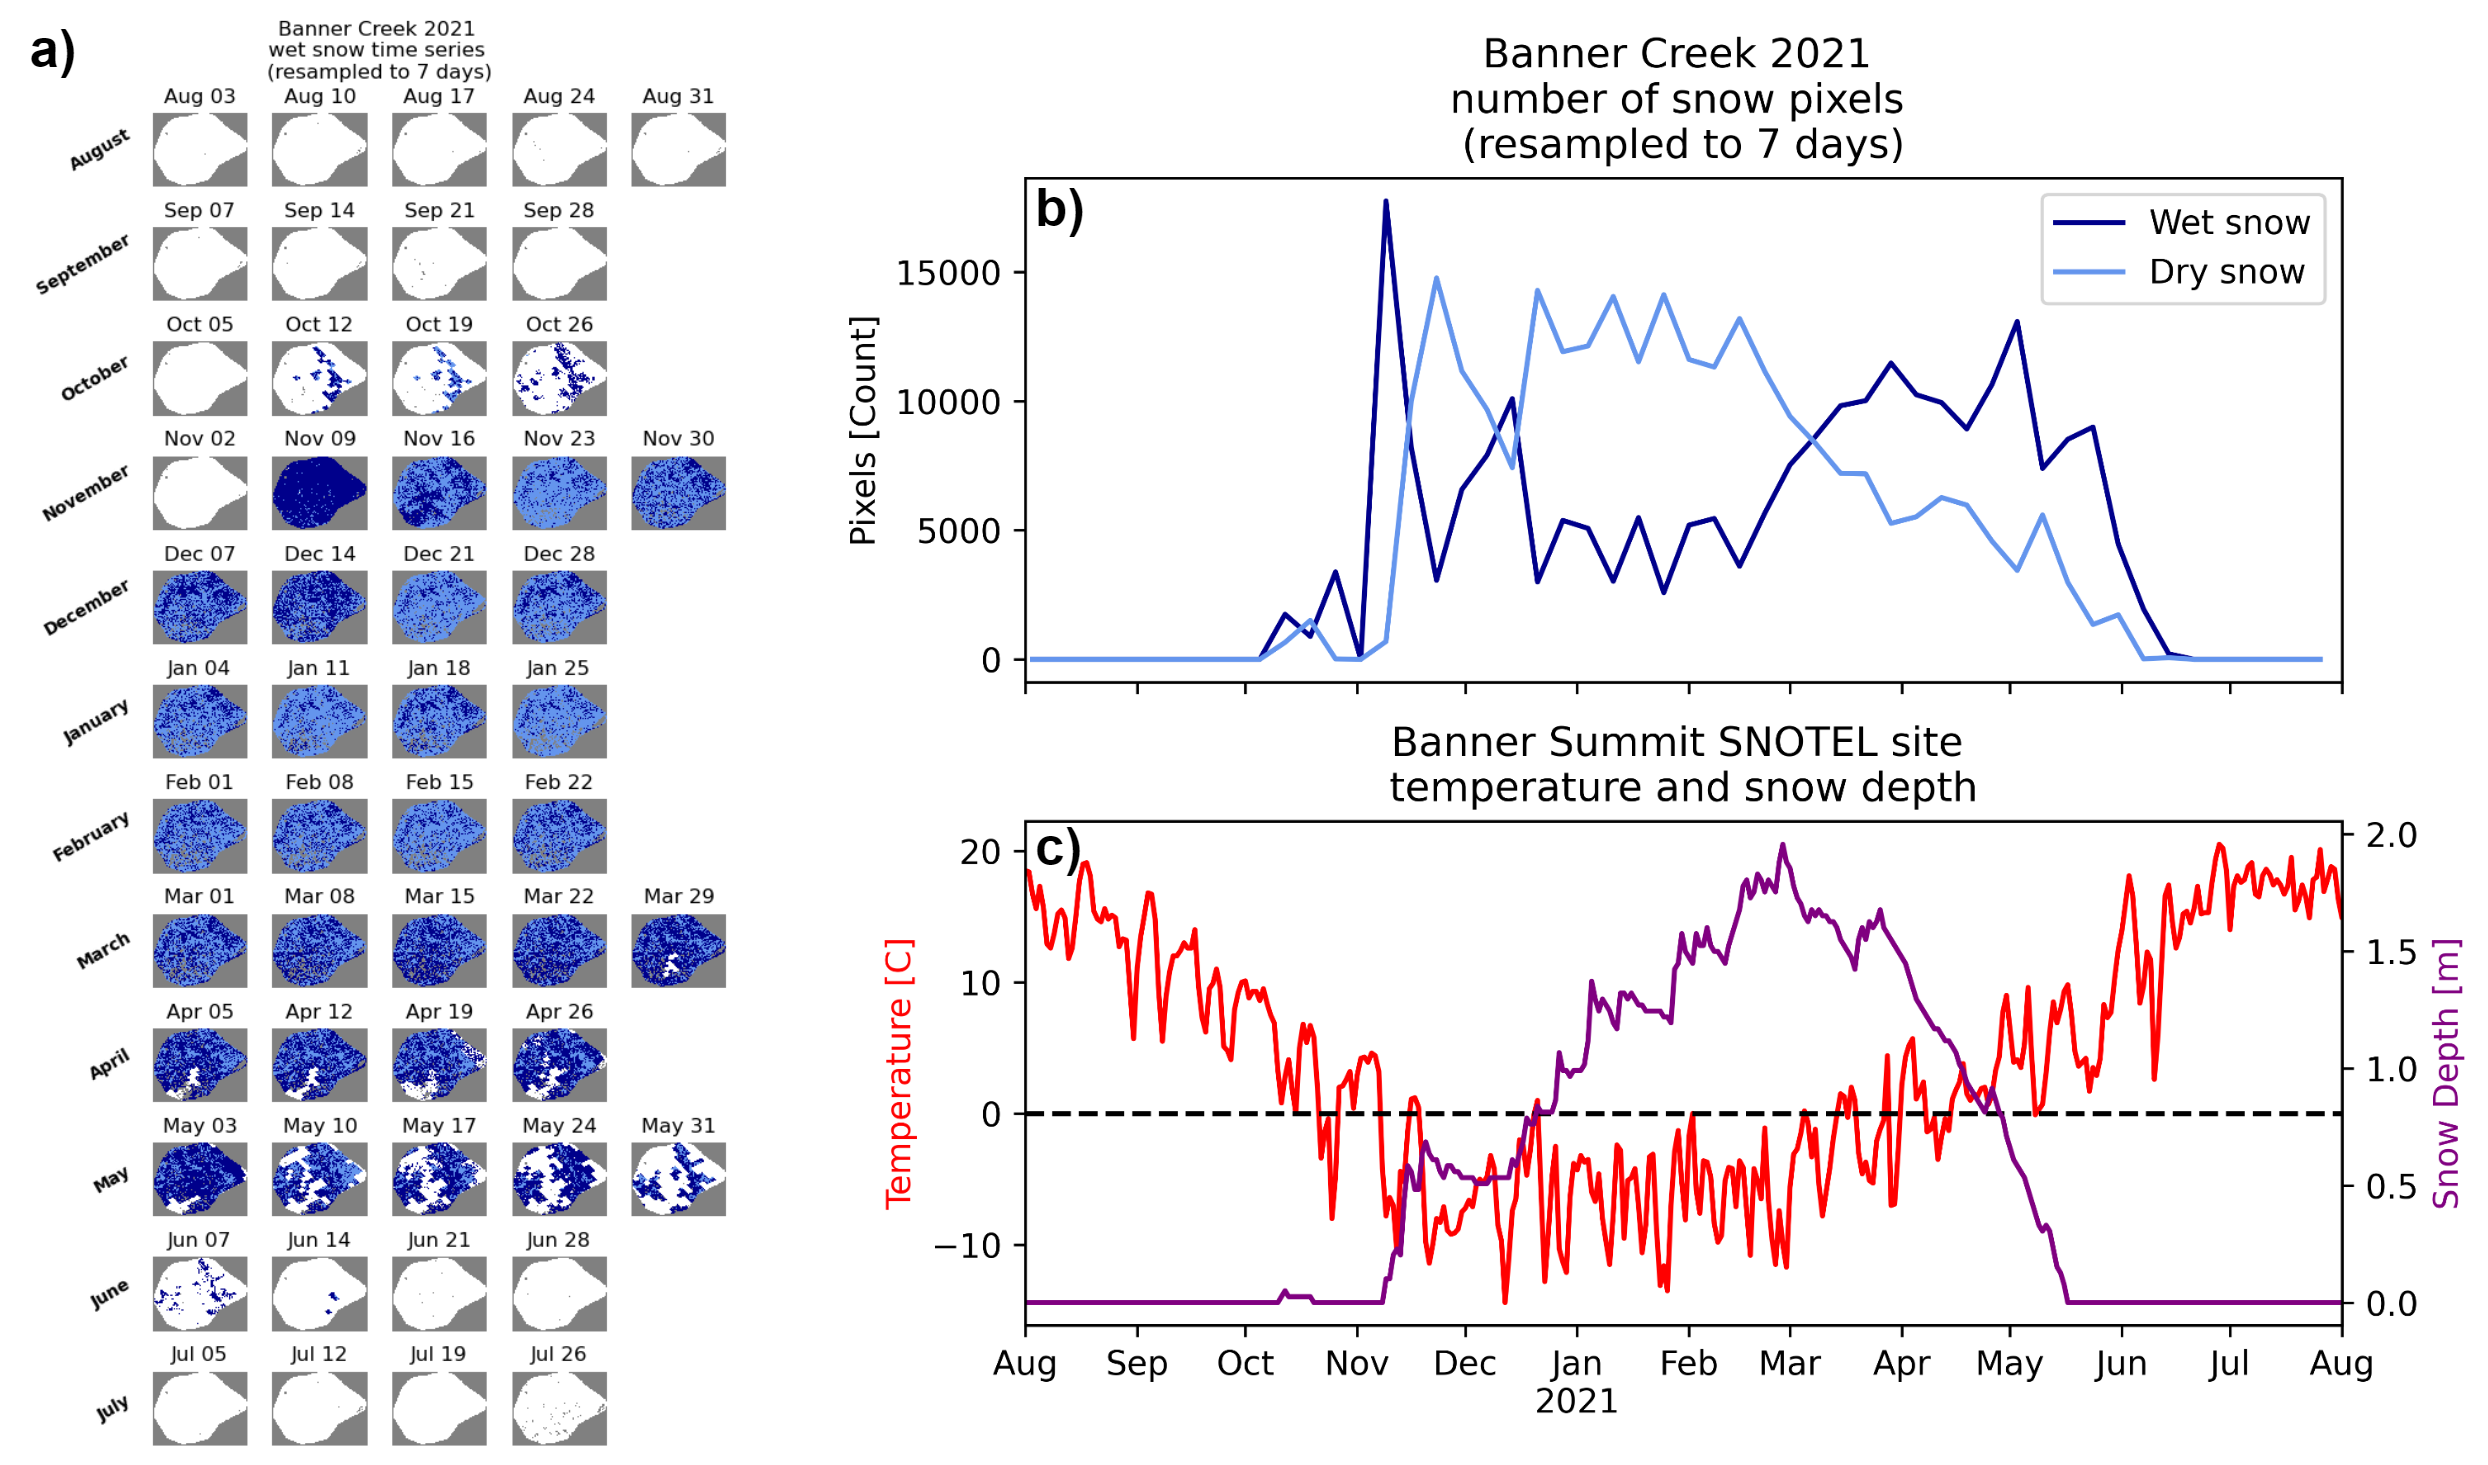 a)
Banner Creek 2021
wet snow time series
(resampled to 7 days)
Aug 03 Aug 10 Aug 17 Aug 24 Aug 31
August
Sep 07 Sep 14 Sep 21 Sep 28
September
Oct 05 Oct 12 Oct 19 Oct 26
October
Nov 02 Nov 09 Nov 16 Nov 23 Nov 30
November
Dec 07 Dec 14 Dec 21 Dec 28
December
Jan 04 Jan 11 Jan 18 Jan 25
January
Feb 01 Feb 08 Feb 15 Feb 22
February
Mar 01 Mar 08 Mar 15 Mar 22 Mar 29
March
Apr 05 Apr 12 Apr 19 Apr 26
April
May 03 May 10 May 17 May 24 May 31
May
Jun 07 Jun 14 Jun 21 Jun 28
June
Jul 05 Jul 12 Jul 19 Jul 26
July
Banner Creek 2021
number of snow pixels
(resampled to 7 days)
b)
Wet snow
Dry snow
Pixels [Count]
15000
10000
5000
0
Banner Summit SNOTEL site
temperature and snow depth
c)
Temperature [C]
20
10
0
−10
Snow Depth [m]
2.0
1.5
1.0
0.5
0.0
Aug Sep Oct Nov Dec Jan Feb Mar Apr May Jun Jul Aug
2021